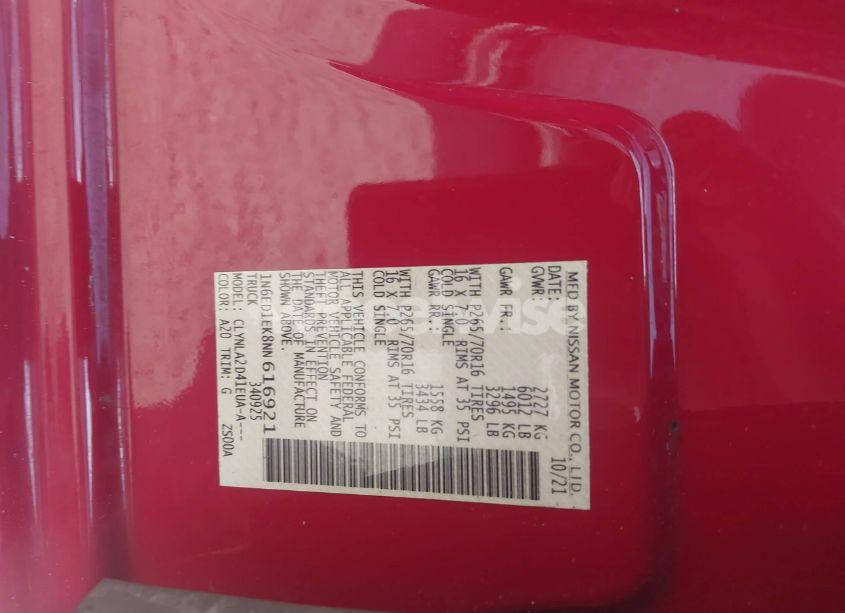 MFD BY NISSAN MOTOR CO., LTD.
DATE: 10/21
GVWR: 2727 KG
6012 LB
GAWR FR.: 1495 KG
3296 LB
WITH P265/70R16 TIRES
16 X 7.0 RIMS AT 35 PSI
COLD SINGLE
GAWR RR.: 1558 KG
3434 LB
WITH P265/70R16 TIRES
16 X 7.0 RIMS AT 35 PSI
COLD SINGLE
THIS VEHICLE CONFORMS TO
ALL APPLICABLE FEDERAL
MOTOR VEHICLE SAFETY AND
THEFT PREVENTION
STANDARDS IN EFFECT ON
THE DATE OF MANUFACTURE
SHOWN ABOVE.
1N6ED1EK8NN616921
TRUCK 340925
MODEL: CLYNLA2D41EUA-A---
COLOR: A20 TRIM: G 2S00A